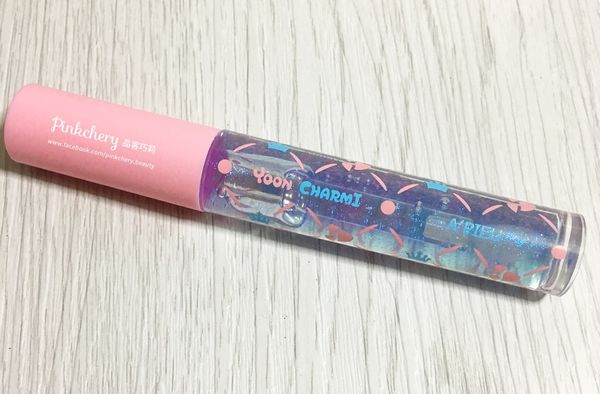 Pinkchery 品客巧莉
www.facebook.com/pinkchery.beauty
YOON CHARMI
A'PIEU